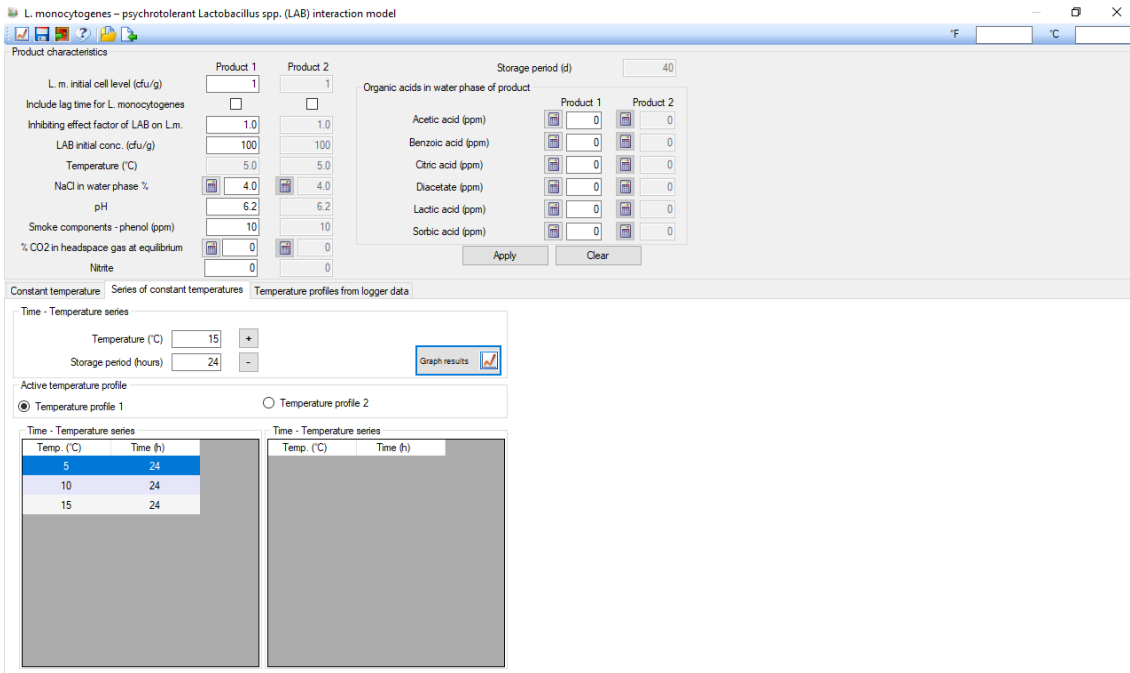 L. monocytogenes – psychrotolerant Lactobacillus spp. (LAB) interaction model
°F °C
Product characteristics
Product 1 Product 2
L. m. initial cell level (cfu/g) 1 1
Include lag time for L. monocytogenes
Inhibiting effect factor of LAB on L.m. 1.0 1.0
LAB initial conc. (cfu/g) 100 100
Temperature (°C) 5.0 5.0
NaCl in water phase % 4.0 4.0
pH 6.2 6.2
Smoke components - phenol (ppm) 10 10
% CO2 in headspace gas at equilibrium 0 0
Nitrite 0 0
Storage period (d) 40
Organic acids in water phase of product
Product 1 Product 2
Acetic acid (ppm) 0 0
Benzoic acid (ppm) 0 0
Citric acid (ppm) 0 0
Diacetate (ppm) 0 0
Lactic acid (ppm) 0 0
Sorbic acid (ppm) 0 0
Apply Clear
Constant temperature Series of constant temperatures Temperature profiles from logger data
Time - Temperature series
Temperature (°C) 15 +
Storage period (hours) 24 -
Graph results
Active temperature profile
Temperature profile 1 Temperature profile 2
Time - Temperature series
Temp. (°C) Time (h)
5 24
10 24
15 24
Time - Temperature series
Temp. (°C) Time (h)